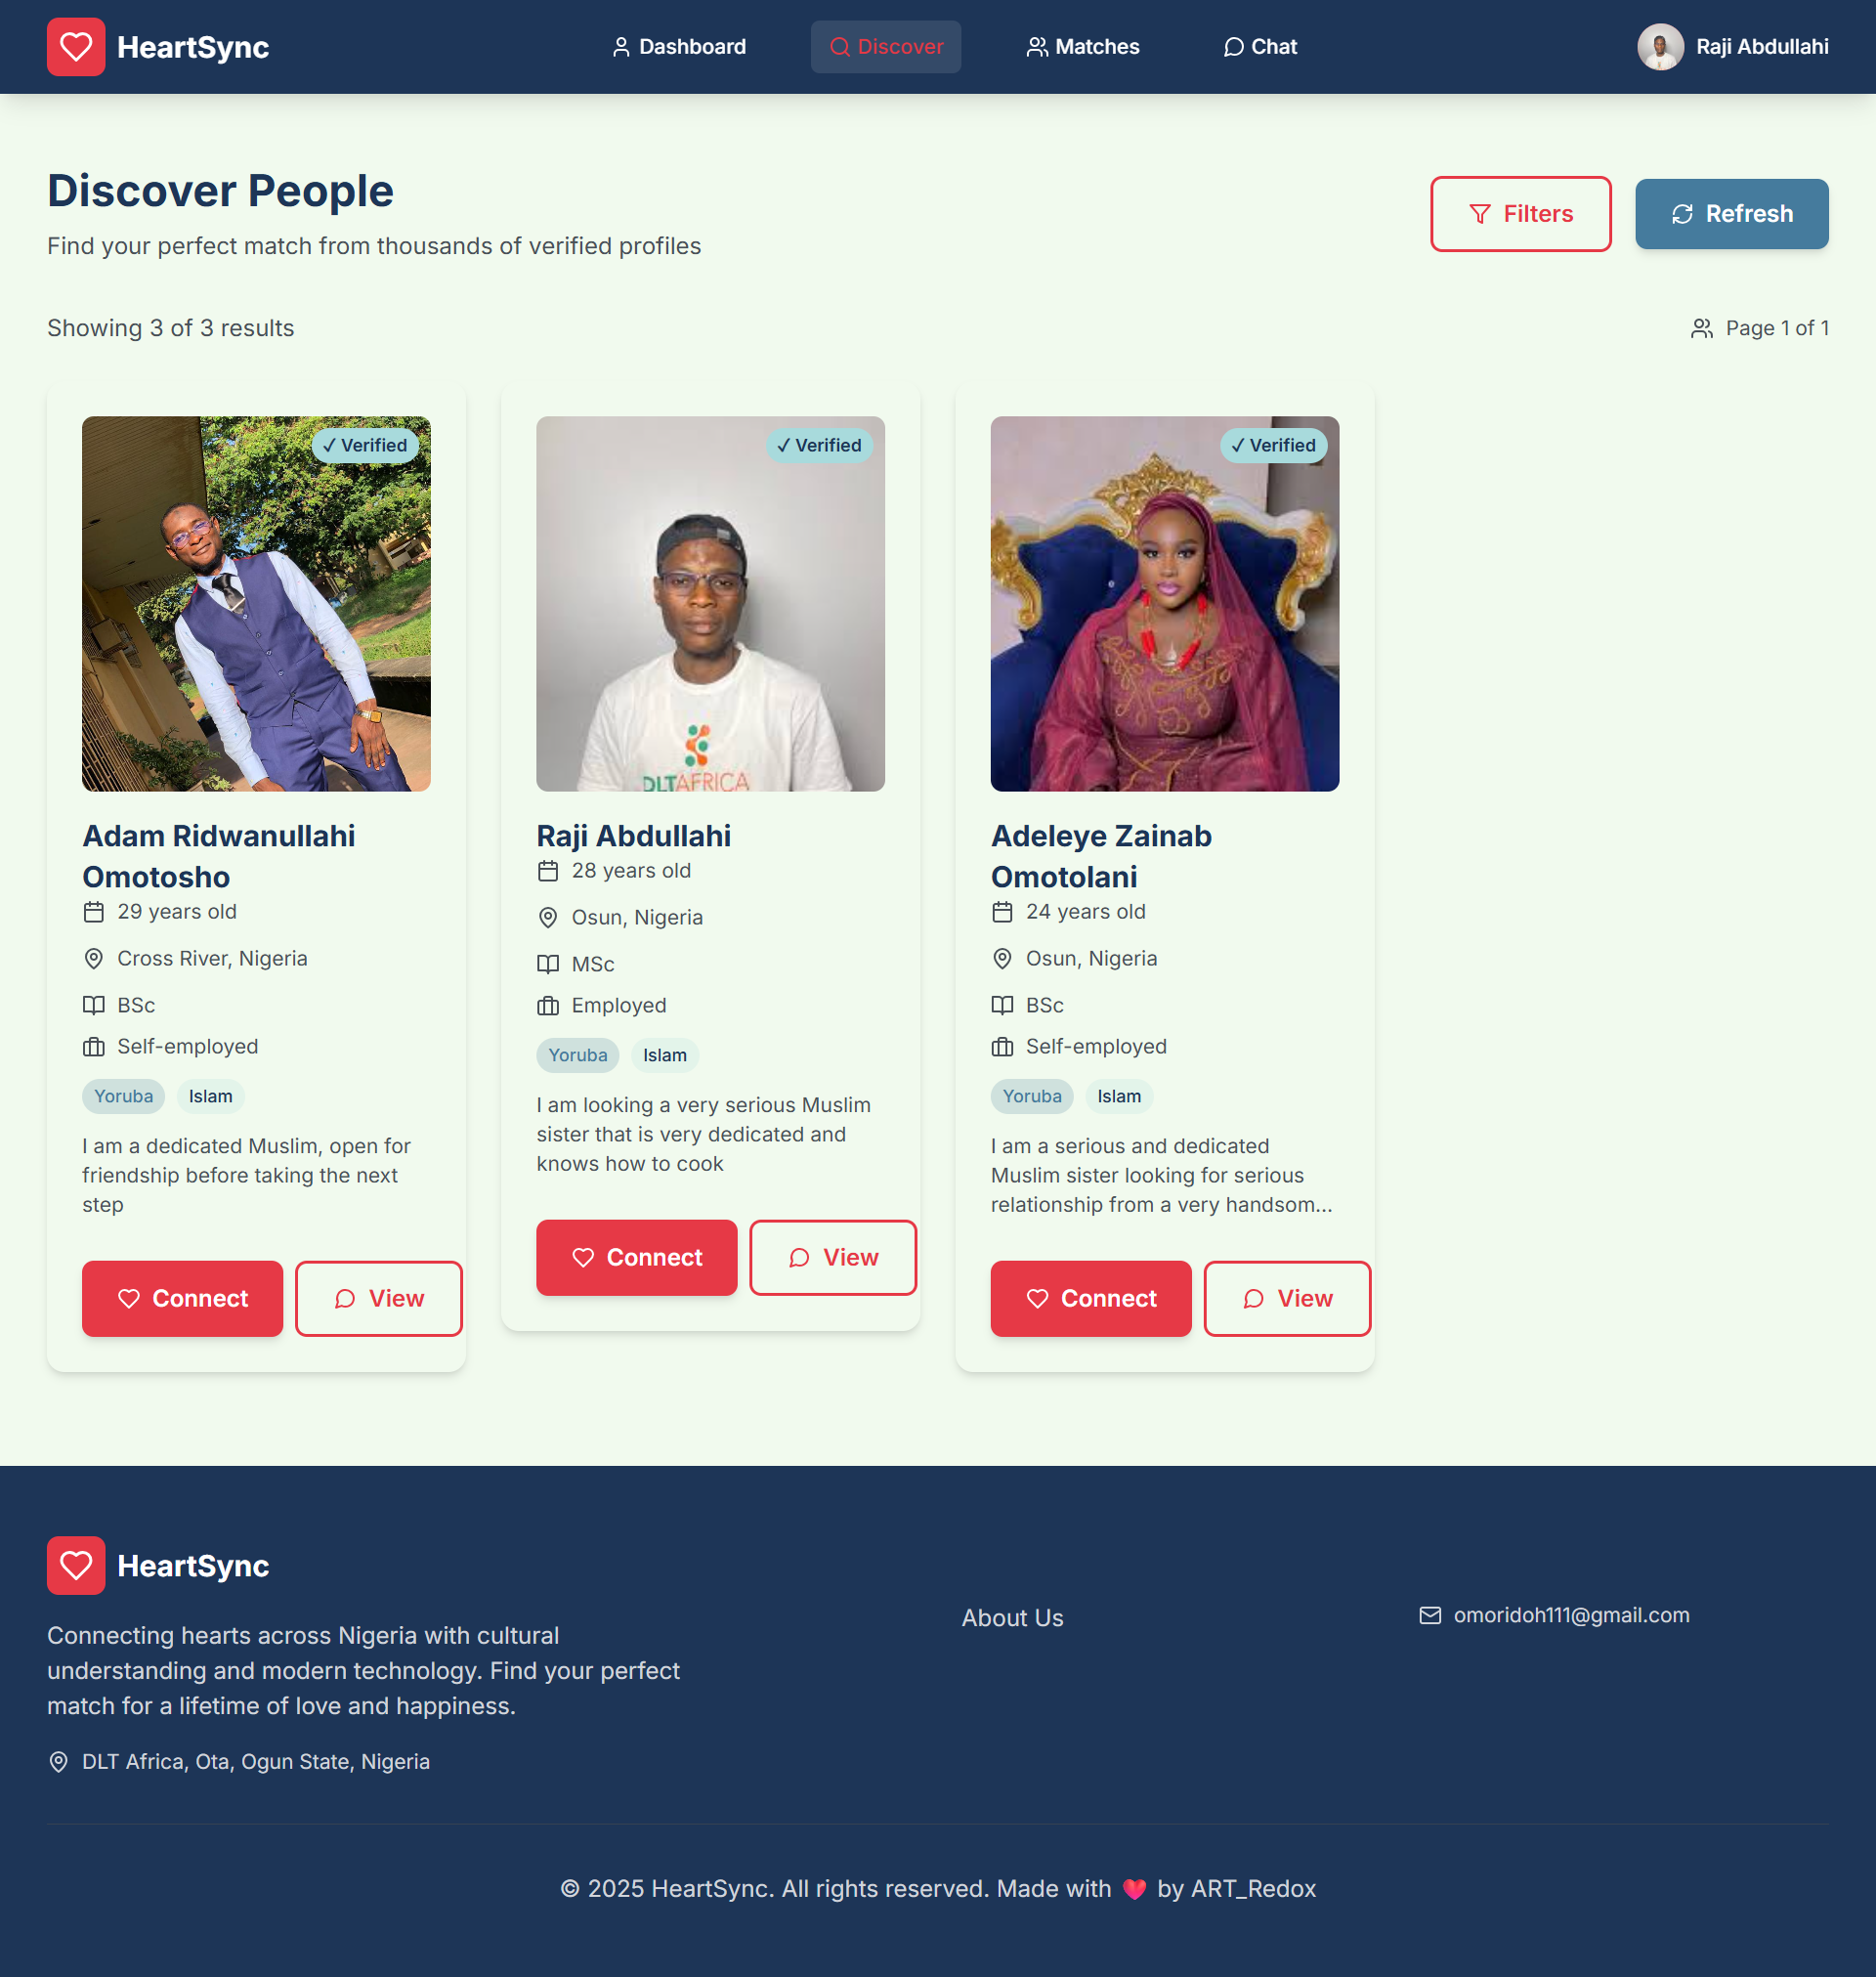 HeartSync
Dashboard
Discover
Matches
Chat
Raji Abdullahi
Discover People
Find your perfect match from thousands of verified profiles
Filters
Refresh
Showing 3 of 3 results
Page 1 of 1
✓ Verified
Adam Ridwanullahi
Omotosho
29 years old
Cross River, Nigeria
BSc
Self-employed
Yoruba
Islam
I am a dedicated Muslim, open for
friendship before taking the next
step
Connect
View
✓ Verified
DLTAFRICA
Raji Abdullahi
28 years old
Osun, Nigeria
MSc
Employed
Yoruba
Islam
I am looking a very serious Muslim
sister that is very dedicated and
knows how to cook
Connect
View
✓ Verified
Adeleye Zainab
Omotolani
24 years old
Osun, Nigeria
BSc
Self-employed
Yoruba
Islam
I am a serious and dedicated
Muslim sister looking for serious
relationship from a very handsom...
Connect
View
HeartSync
Connecting hearts across Nigeria with cultural
understanding and modern technology. Find your perfect
match for a lifetime of love and happiness.
DLT Africa, Ota, Ogun State, Nigeria
About Us
omoridoh111@gmail.com
© 2025 HeartSync. All rights reserved. Made with ❤️ by ART_Redox